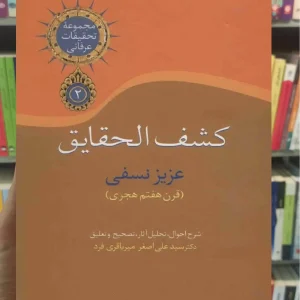 مجموعه
تحقیقات
عرفانی
۲
کشف الحقایق
عزیز نسفی
(قرن هفتم هجری)
شرح احوال، تحلیل آثار، تصحیح و تعلیق
دکتر سید علی اصغر میرباقری فرد